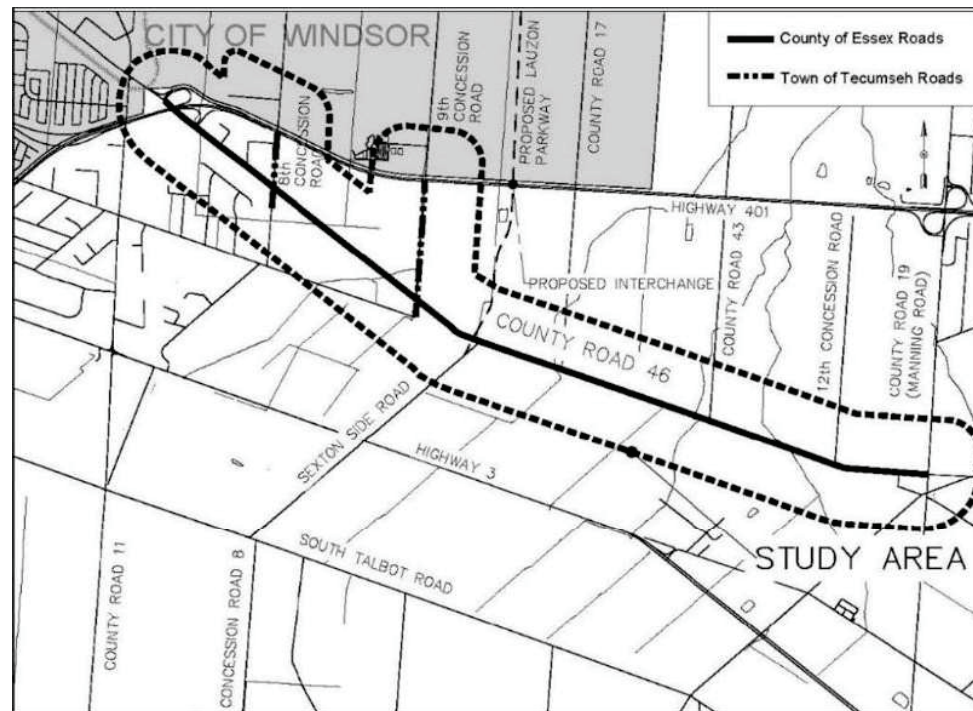 CITY OF WINDSOR
County of Essex Roads
Town of Tecumseh Roads
8th
CONCESSION
ROAD
9th
CONCESSION
ROAD
PROPOSED LAUZON
PARKWAY
COUNTY ROAD 17
HIGHWAY 401
PROPOSED INTERCHANGE
COUNTY ROAD 43
12th CONCESSION ROAD
COUNTY ROAD 19
(MANNING ROAD)
COUNTY ROAD 46
SEXTON SIDE ROAD
HIGHWAY 3
SOUTH TALBOT ROAD
STUDY AREA
COUNTY ROAD 11
CONCESSION ROAD 8